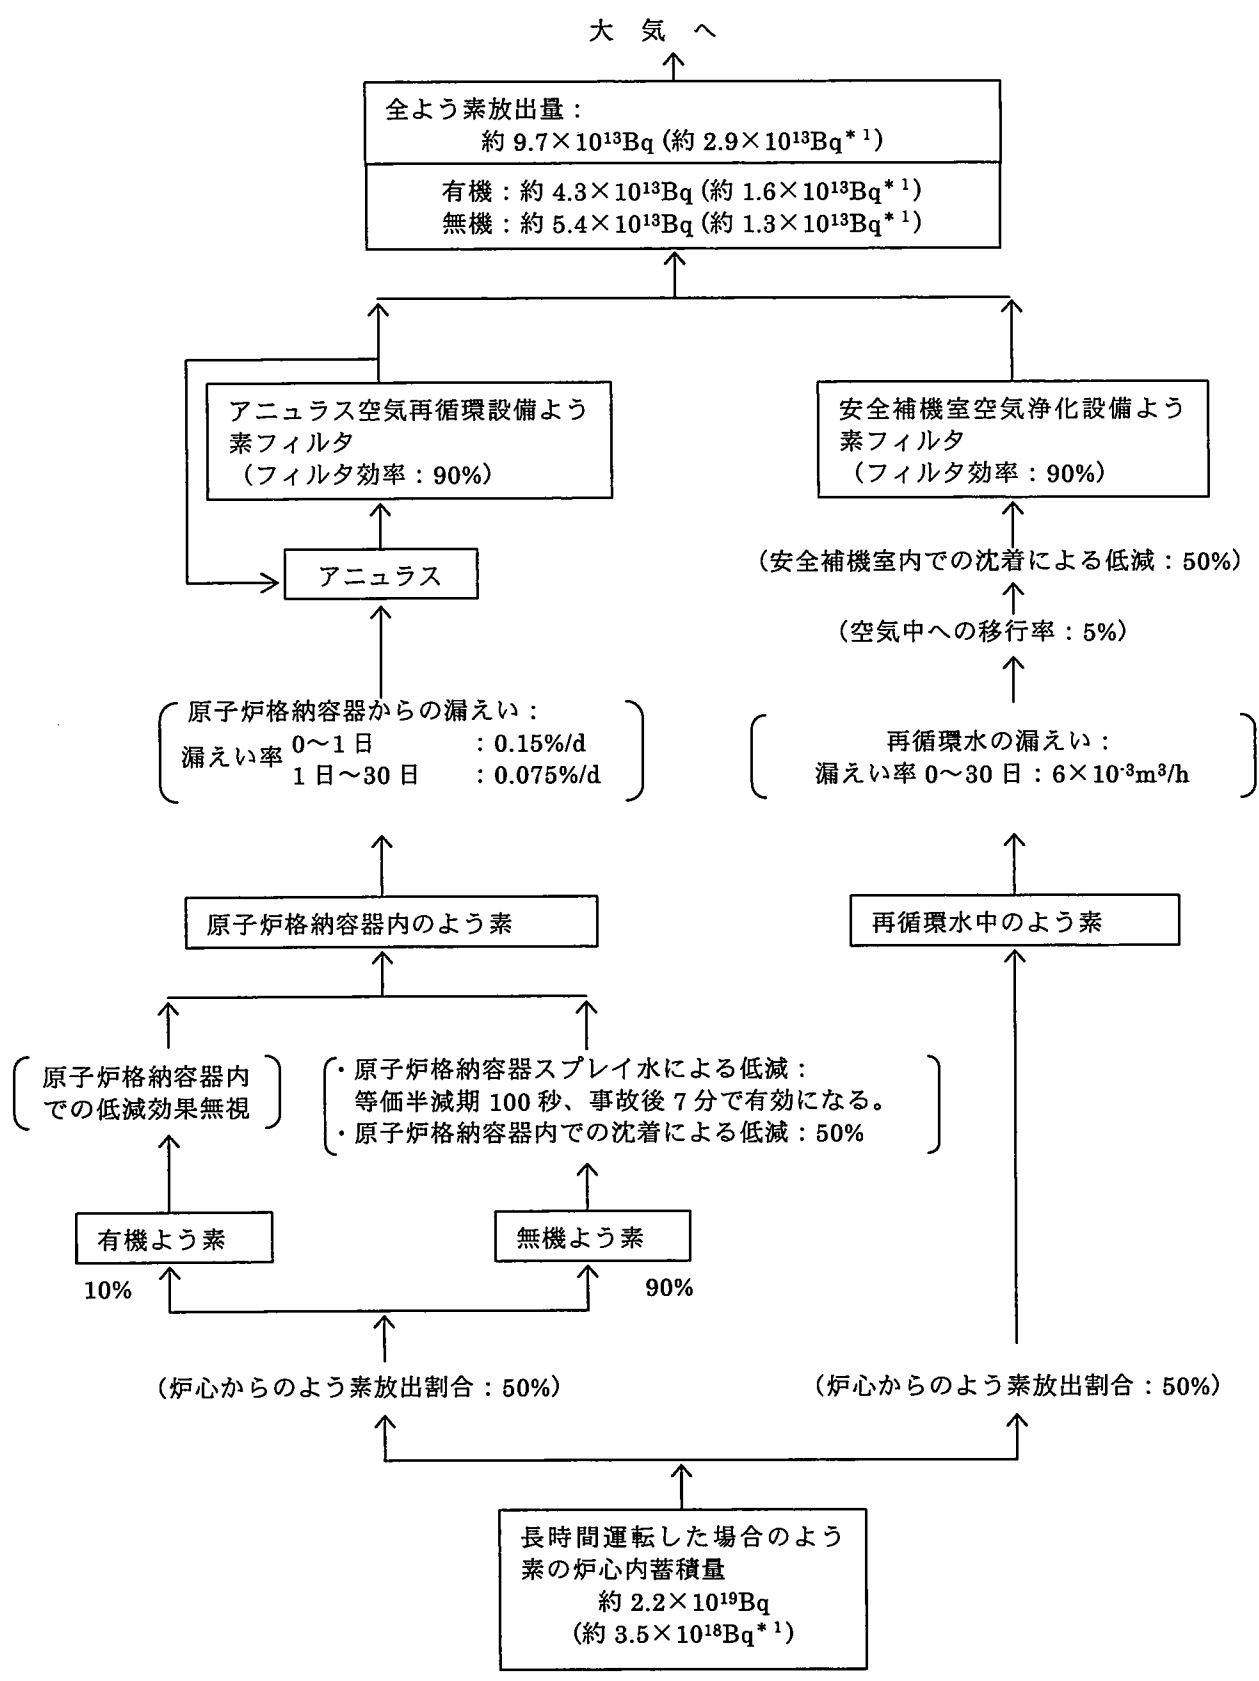 大 気 へ
全よう素放出量：
約 9.7×10¹³Bq (約 2.9×10¹³Bq*¹)
有機：約 4.3×10¹³Bq (約 1.6×10¹³Bq*¹)
無機：約 5.4×10¹³Bq (約 1.3×10¹³Bq*¹)
アニュラス空気再循環設備よう
素フィルタ
（フィルタ効率：90%）
安全補機室空気浄化設備よう
素フィルタ
（フィルタ効率：90%）
アニュラス
（安全補機室内での沈着による低減：50%）
（空気中への移行率：5%）
原子炉格納容器からの漏えい：
漏えい率 0～1 日 ：0.15%/d
1 日～30 日 ：0.075%/d
再循環水の漏えい：
漏えい率 0～30 日：6×10⁻³m³/h
原子炉格納容器内のよう素
再循環水中のよう素
原子炉格納容器内
での低減効果無視
・原子炉格納容器スプレイ水による低減：
等価半減期 100 秒、事故後 7 分で有効になる。
・原子炉格納容器内での沈着による低減：50%
有機よう素
無機よう素
10%
90%
（炉心からのよう素放出割合：50%）
（炉心からのよう素放出割合：50%）
長時間運転した場合のよう
素の炉心内蓄積量
約 2.2×10¹⁹Bq
(約 3.5×10¹⁸Bq*¹)